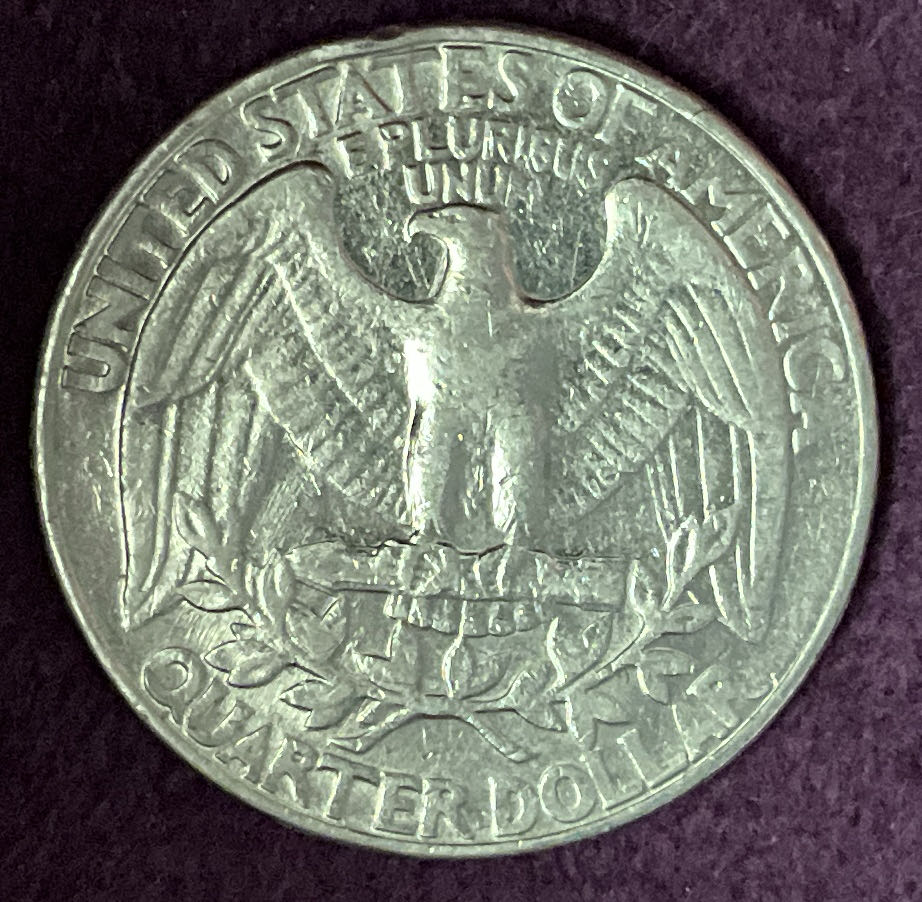 UNITED STATES OF AMERICA
E PLURIBUS
UNUM
QUARTER DOLLAR